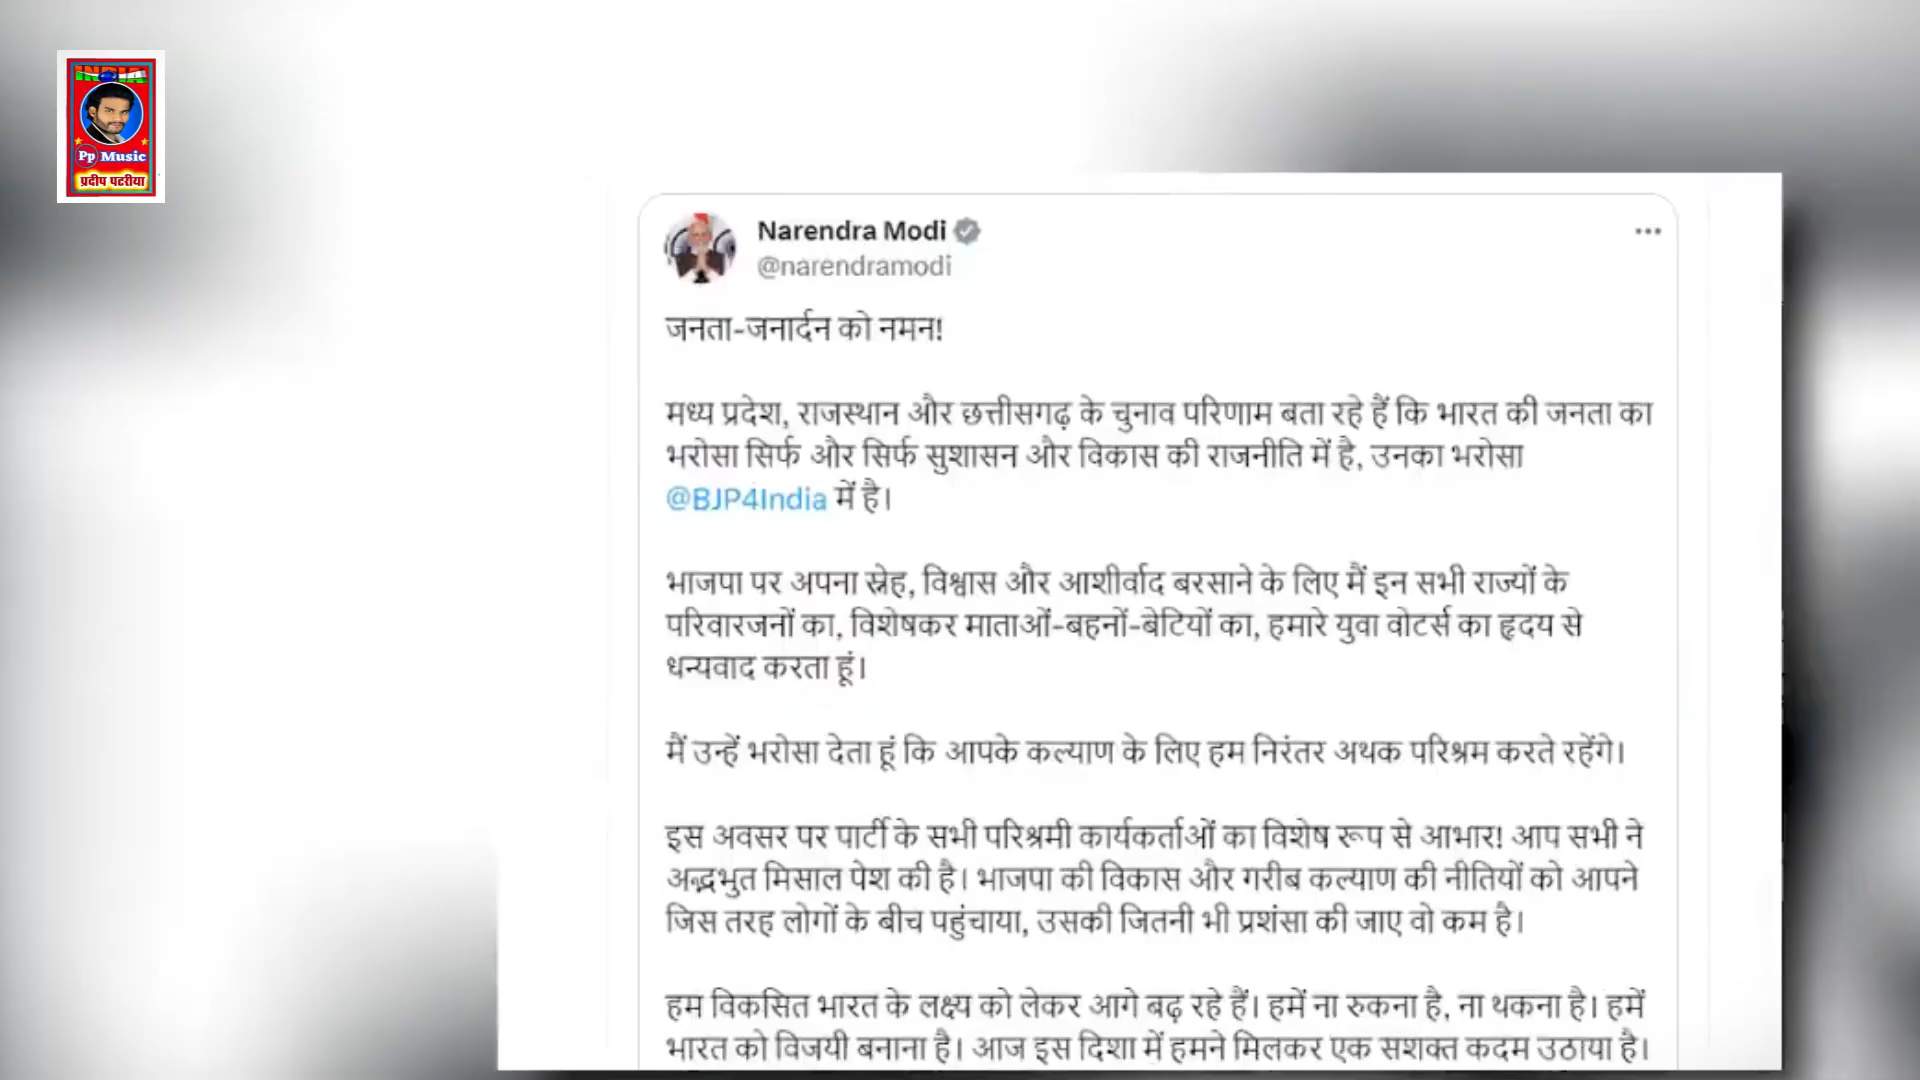 INDIA
Pp Music
प्रदीप पटरीया
Narendra Modi
@narendramodi
जनता-जनार्दन को नमन!
मध्य प्रदेश, राजस्थान और छत्तीसगढ़ के चुनाव परिणाम बता रहे हैं कि भारत की जनता का
भरोसा सिर्फ और सिर्फ सुशासन और विकास की राजनीति में है, उनका भरोसा
@BJP4India में है।
भाजपा पर अपना स्नेह, विश्वास और आशीर्वाद बरसाने के लिए मैं इन सभी राज्यों के
परिवारजनों का, विशेषकर माताओं-बहनों-बेटियों का, हमारे युवा वोटर्स का हृदय से
धन्यवाद करता हूं।
मैं उन्हें भरोसा देता हूं कि आपके कल्याण के लिए हम निरंतर अथक परिश्रम करते रहेंगे।
इस अवसर पर पार्टी के सभी परिश्रमी कार्यकर्ताओं का विशेष रूप से आभार! आप सभी ने
अद्भुत मिसाल पेश की है। भाजपा की विकास और गरीब कल्याण की नीतियों को आपने
जिस तरह लोगों के बीच पहुंचाया, उसकी जितनी भी प्रशंसा की जाए वो कम है।
हम विकसित भारत के लक्ष्य को लेकर आगे बढ़ रहे हैं। हमें ना रुकना है, ना थकना है। हमें
भारत को विजयी बनाना है। आज इस दिशा में हमने मिलकर एक सशक्त कदम उठाया है।